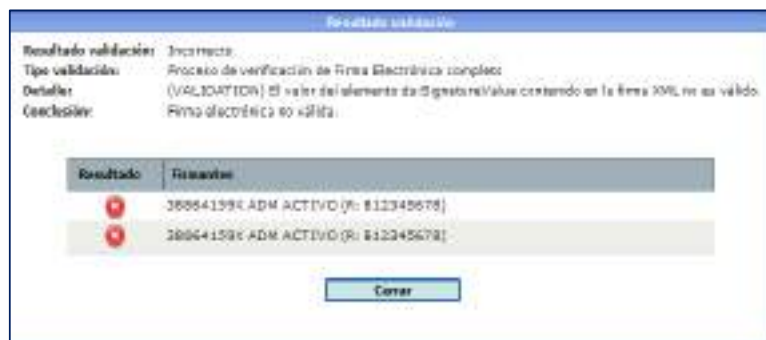 Resultado validación
Resultado validación: Incorrecto
Tipo validación: Proceso de verificación de Firma Electrónica completo
Detalle: (VALIDATION) El valor del elemento ds:SignatureValue contenido en la firma XML no es válido.
Conclusión: Firma electrónica no válida.
Resultado Firmantes
ADM ACTIVO (R: B12345678)
ADM ACTIVO (R: B12345678)
Cerrar